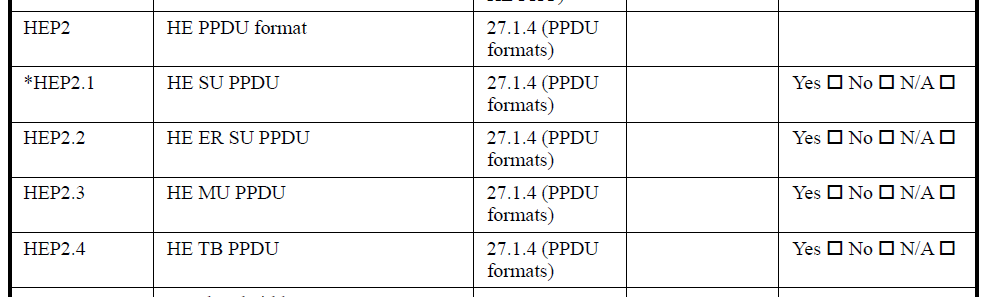 HEP2 HE PPDU format 27.1.4 (PPDU
formats)
*HEP2.1 HE SU PPDU 27.1.4 (PPDU Yes ☐ No ☐ N/A ☐
formats)
HEP2.2 HE ER SU PPDU 27.1.4 (PPDU Yes ☐ No ☐ N/A ☐
formats)
HEP2.3 HE MU PPDU 27.1.4 (PPDU Yes ☐ No ☐ N/A ☐
formats)
HEP2.4 HE TB PPDU 27.1.4 (PPDU Yes ☐ No ☐ N/A ☐
formats)